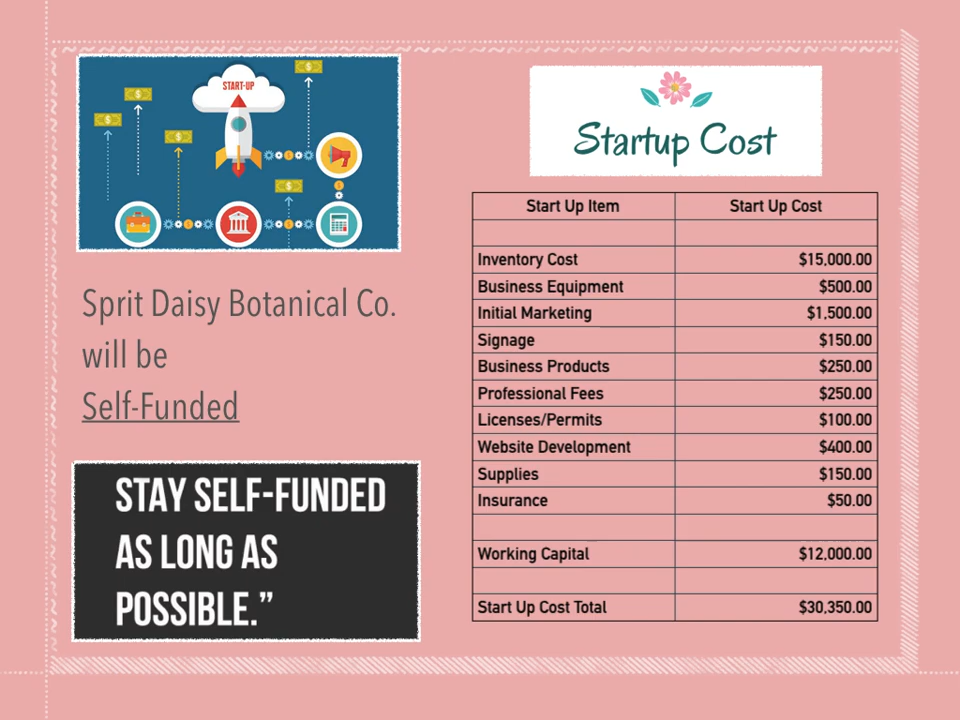 START-UP
Sprit Daisy Botanical Co.
will be
Self-Funded
STAY SELF-FUNDED
AS LONG AS
POSSIBLE.”
Startup Cost
Start Up Item Start Up Cost
Inventory Cost $15,000.00
Business Equipment $500.00
Initial Marketing $1,500.00
Signage $150.00
Business Products $250.00
Professional Fees $250.00
Licenses/Permits $100.00
Website Development $400.00
Supplies $150.00
Insurance $50.00
Working Capital $12,000.00
Start Up Cost Total $30,350.00